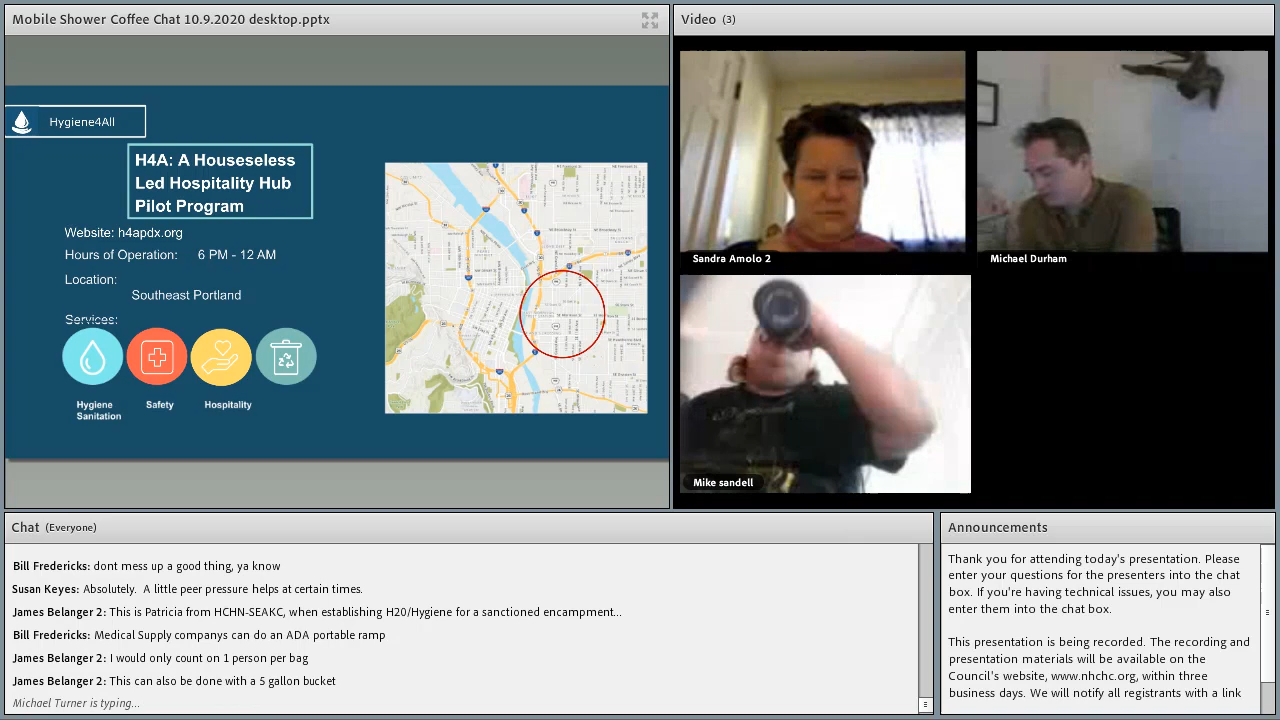 Mobile Shower Coffee Chat 10.9.2020 desktop.pptx
Hygiene4All
H4A: A Houseseless
Led Hospitality Hub
Pilot Program
Website: h4apdx.org
Hours of Operation: 6 PM - 12 AM
Location:
Southeast Portland
Services:
Hygiene
Sanitation
Safety
Hospitality
Video (3)
Sandra Amolo 2
Michael Durham
Mike sandell
Chat (Everyone)
Bill Fredericks: dont mess up a good thing, ya know
Susan Keyes: Absolutely. A little peer pressure helps at certain times.
James Belanger 2: This is Patricia from HCHN-SEAKC, when establishing H20/Hygiene for a sanctioned encampment...
Bill Fredericks: Medical Supply companys can do an ADA portable ramp
James Belanger 2: I would only count on 1 person per bag
James Belanger 2: This can also be done with a 5 gallon bucket
Michael Turner is typing...
Announcements
Thank you for attending today's presentation. Please
enter your questions for the presenters into the chat
box. If you're having technical issues, you may also
enter them into the chat box.
This presentation is being recorded. The recording and
presentation materials will be available on the
Council's website, www.nhchc.org, within three
business days. We will notify all registrants with a link